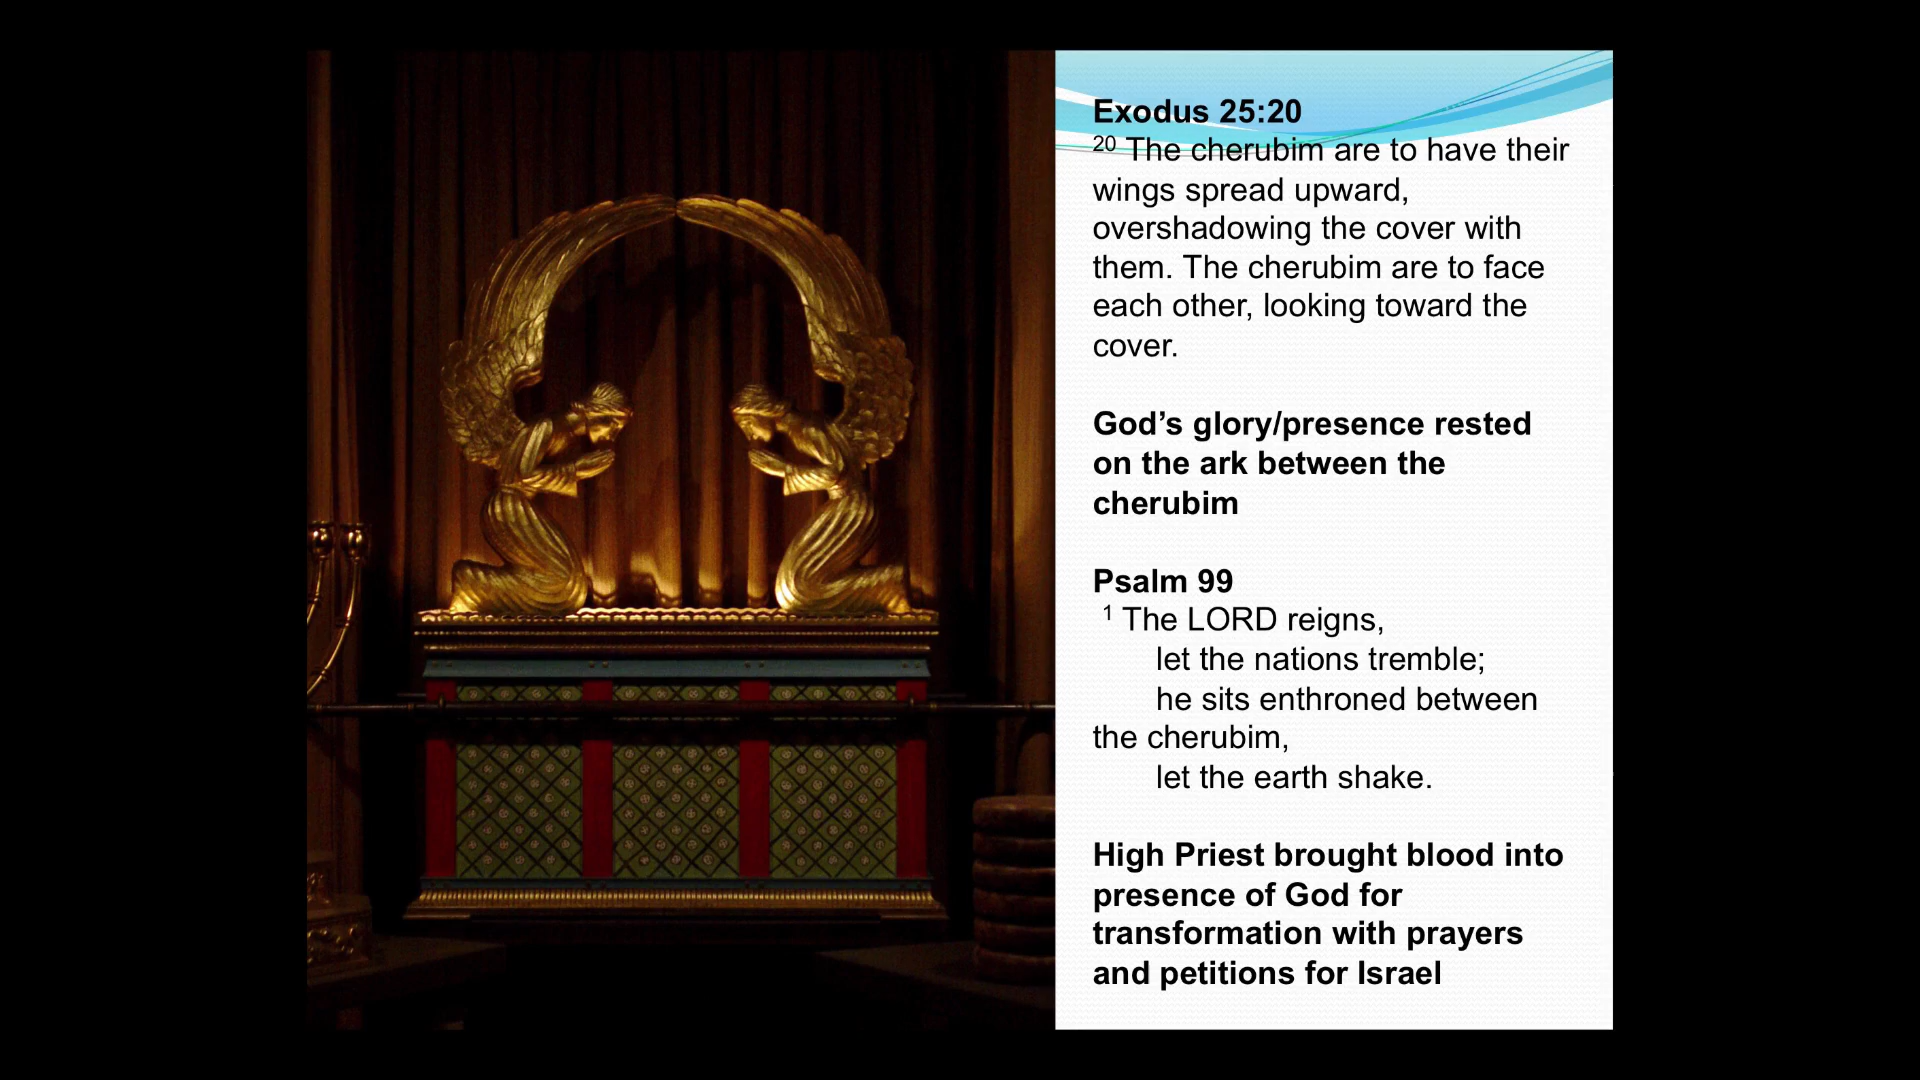 Exodus 25:20
20 The cherubim are to have their
wings spread upward,
overshadowing the cover with
them. The cherubim are to face
each other, looking toward the
cover.
God’s glory/presence rested
on the ark between the
cherubim
Psalm 99
1 The LORD reigns,
let the nations tremble;
he sits enthroned between
the cherubim,
let the earth shake.
High Priest brought blood into
presence of God for
transformation with prayers
and petitions for Israel